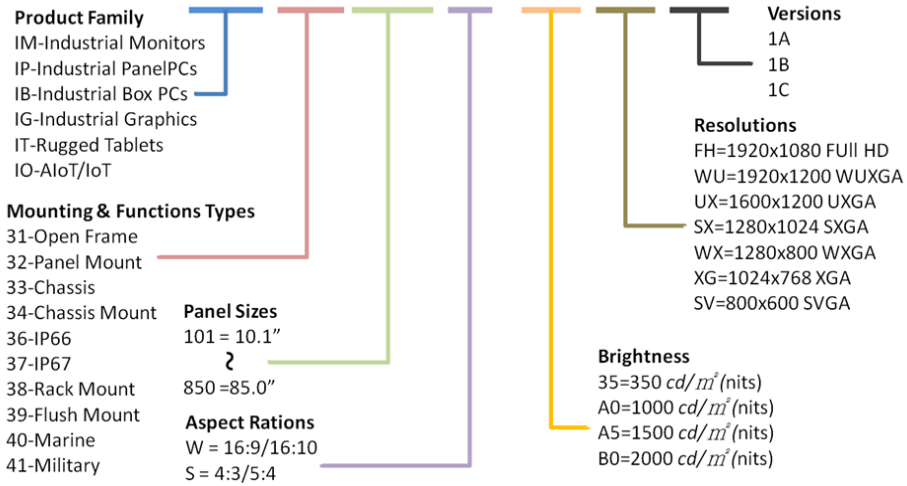 Product Family
IM-Industrial Monitors
IP-Industrial PanelPCs
IB-Industrial Box PCs
IG-Industrial Graphics
IT-Rugged Tablets
IO-AIoT/IoT
Mounting & Functions Types
31-Open Frame
32-Panel Mount
33-Chassis
34-Chassis Mount
36-IP66
37-IP67
38-Rack Mount
39-Flush Mount
40-Marine
41-Military
Panel Sizes
101 = 10.1”
~
850 =85.0”
Aspect Rations
W = 16:9/16:10
S = 4:3/5:4
Versions
1A
1B
1C
Resolutions
FH=1920x1080 FUll HD
WU=1920x1200 WUXGA
UX=1600x1200 UXGA
SX=1280x1024 SXGA
WX=1280x800 WXGA
XG=1024x768 XGA
SV=800x600 SVGA
Brightness
35=350 cd/㎡(nits)
A0=1000 cd/㎡(nits)
A5=1500 cd/㎡(nits)
B0=2000 cd/㎡(nits)